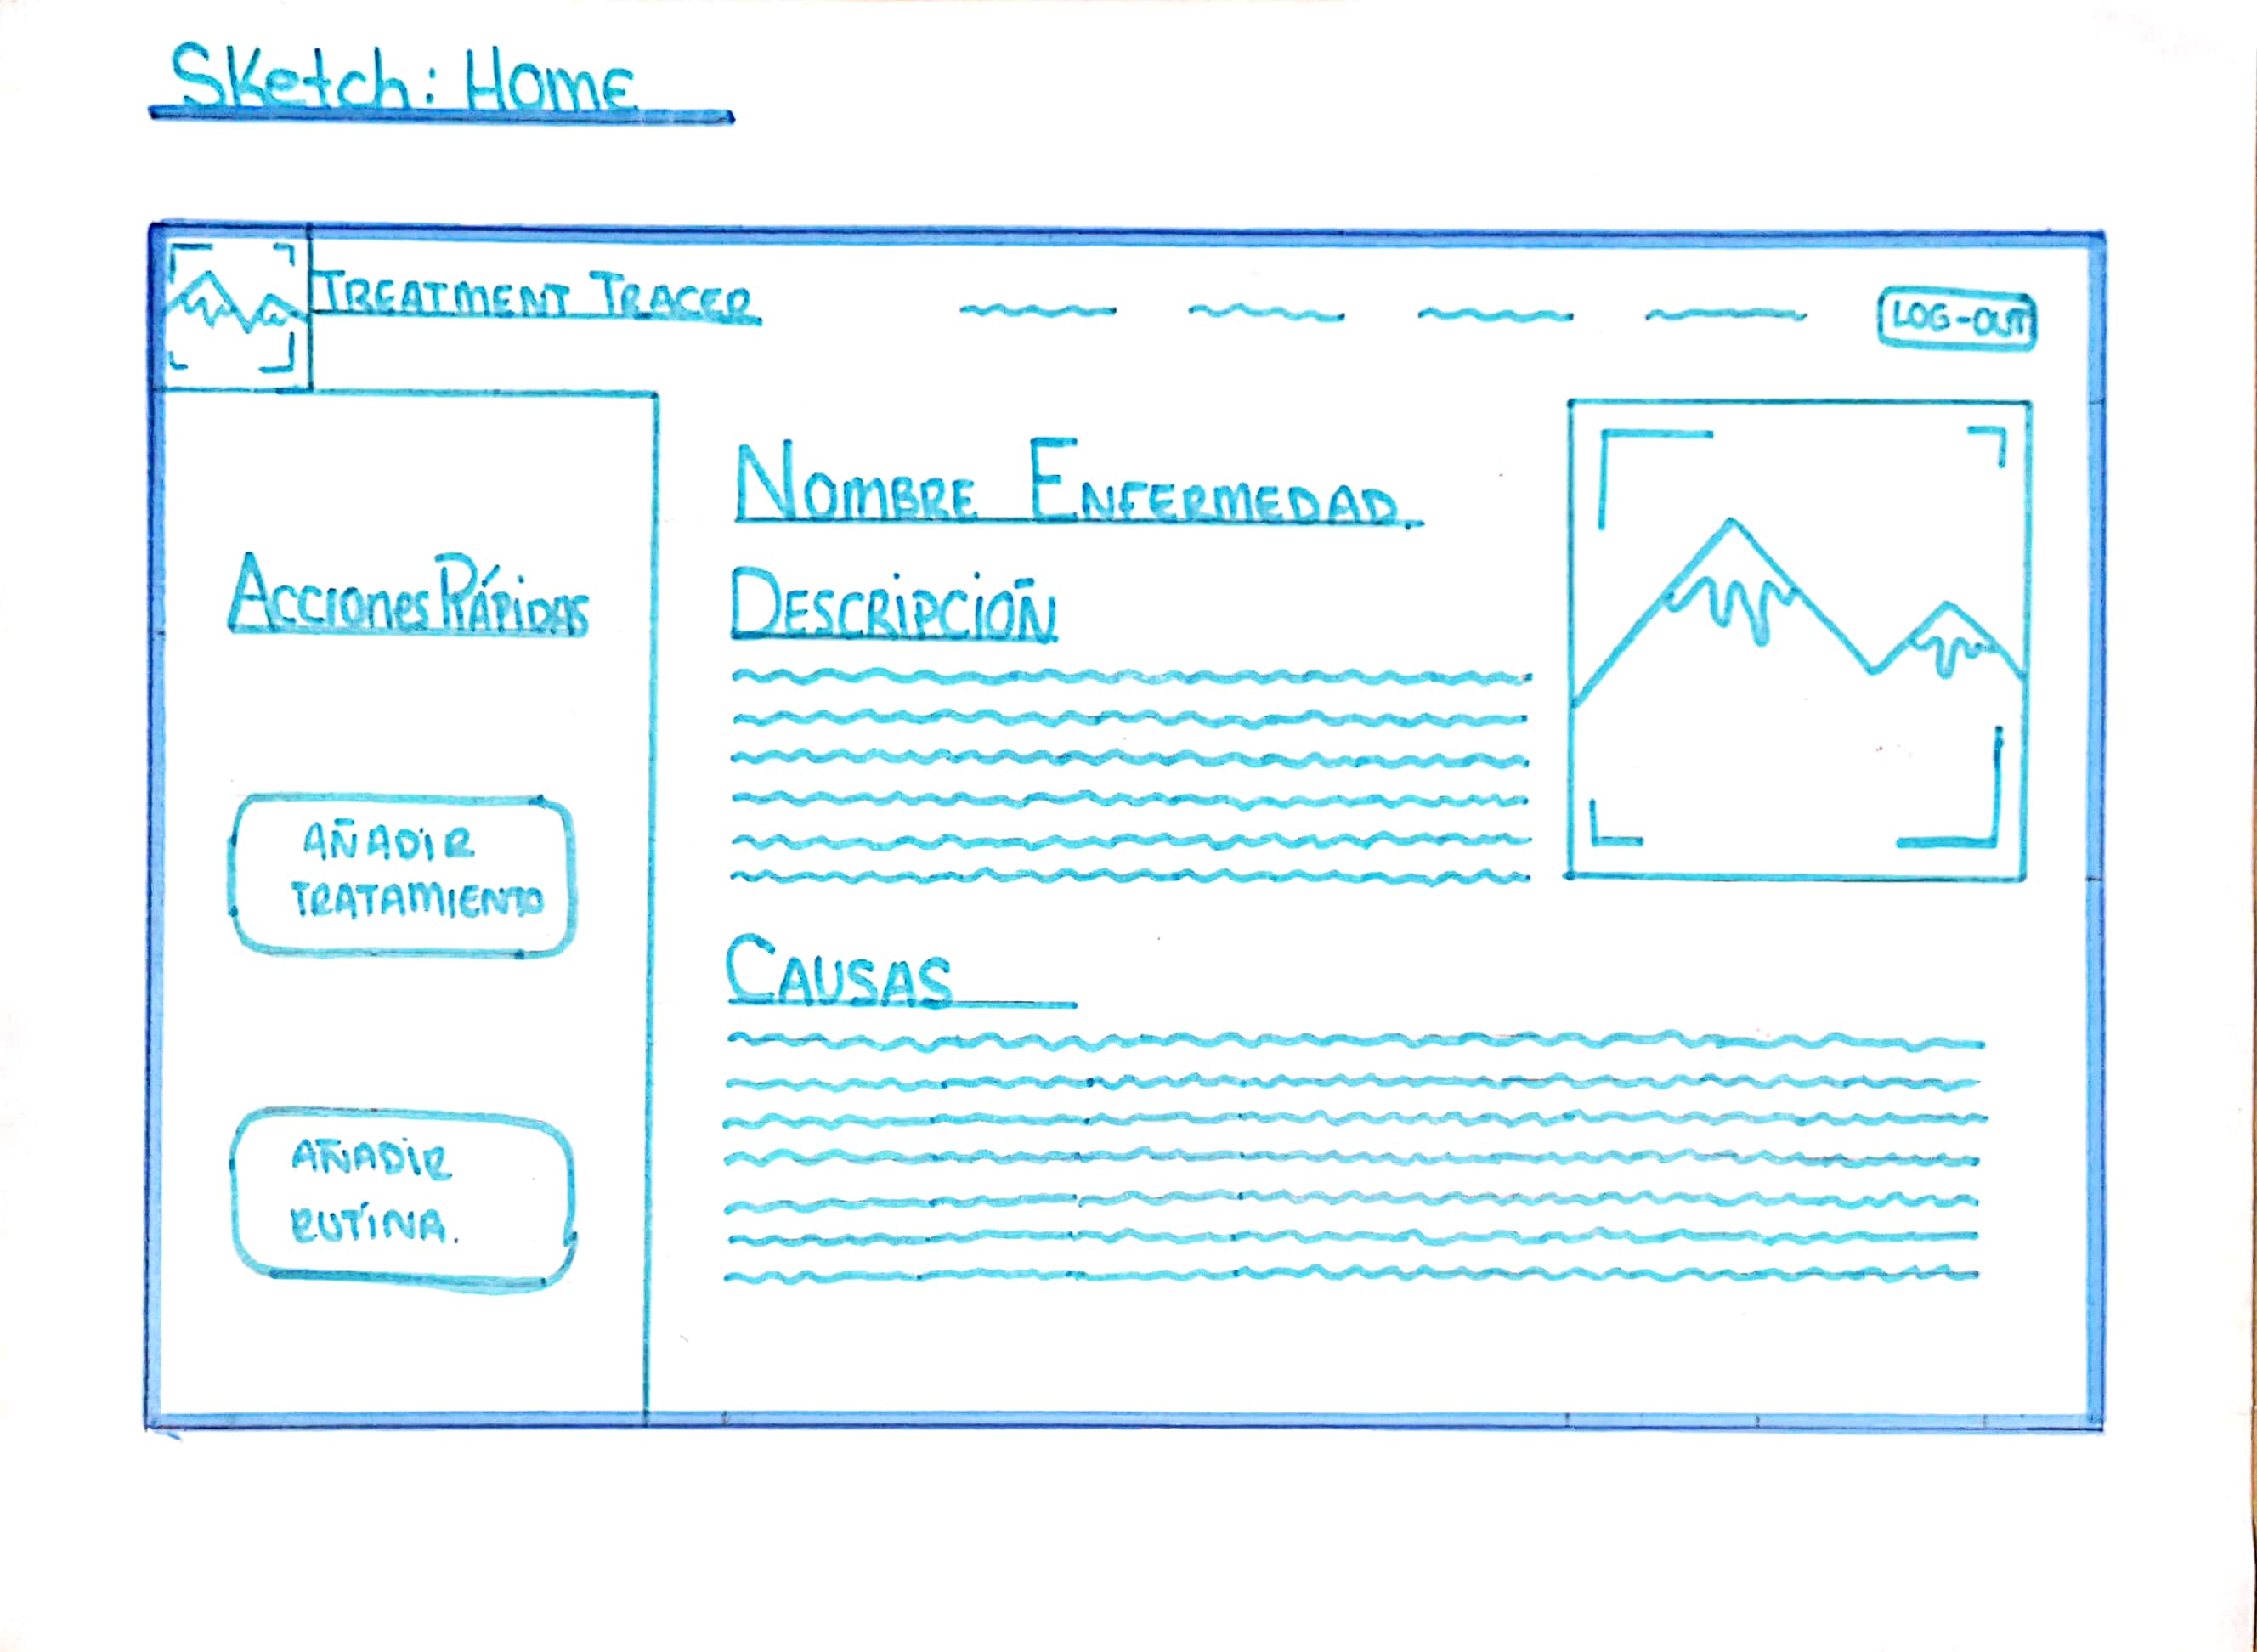 Sketch: Home
TREATMENT TRACER
LOG-OUT
NOMBRE ENFERMEDAD.
Acciones RÁPIDAS
DESCRIPCIÓN
AÑADIR
TRATAMIENTO
CAUSAS
AÑADIR
RUTINA.